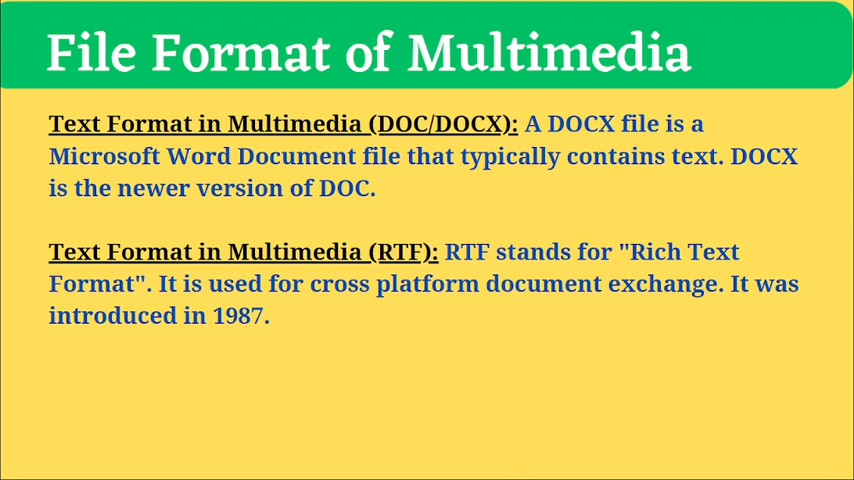 File Format of Multimedia
Text Format in Multimedia (DOC/DOCX): A DOCX file is a
Microsoft Word Document file that typically contains text. DOCX
is the newer version of DOC.
Text Format in Multimedia (RTF): RTF stands for "Rich Text
Format". It is used for cross platform document exchange. It was
introduced in 1987.